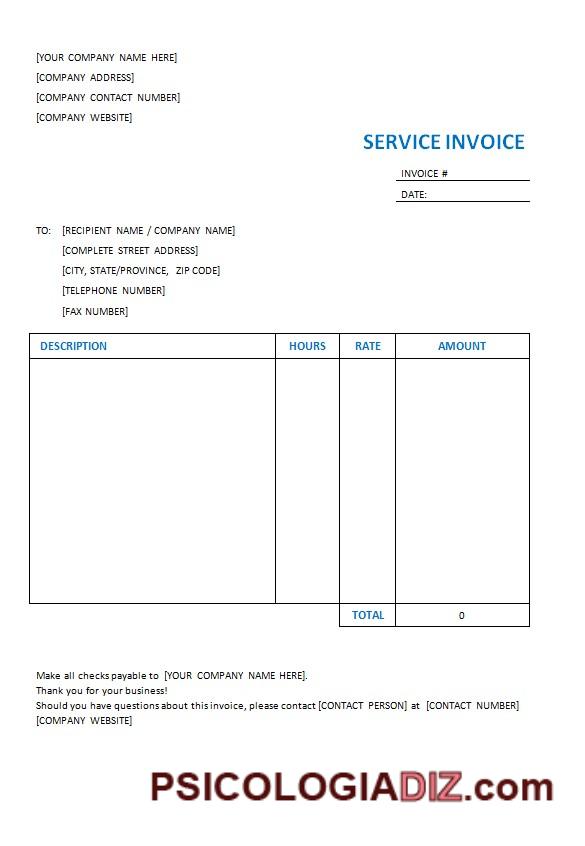 [YOUR COMPANY NAME HERE]
[COMPANY ADDRESS]
[COMPANY CONTACT NUMBER]
[COMPANY WEBSITE]
SERVICE INVOICE
INVOICE #
DATE:
TO: [RECIPIENT NAME / COMPANY NAME]
[COMPLETE STREET ADDRESS]
[CITY, STATE/PROVINCE, ZIP CODE]
[TELEPHONE NUMBER]
[FAX NUMBER]
DESCRIPTION HOURS RATE AMOUNT
TOTAL 0
Make all checks payable to [YOUR COMPANY NAME HERE].
Thank you for your business!
Should you have questions about this invoice, please contact [CONTACT PERSON] at [CONTACT NUMBER]
[COMPANY WEBSITE]
PSICOLOGIADIZ.com